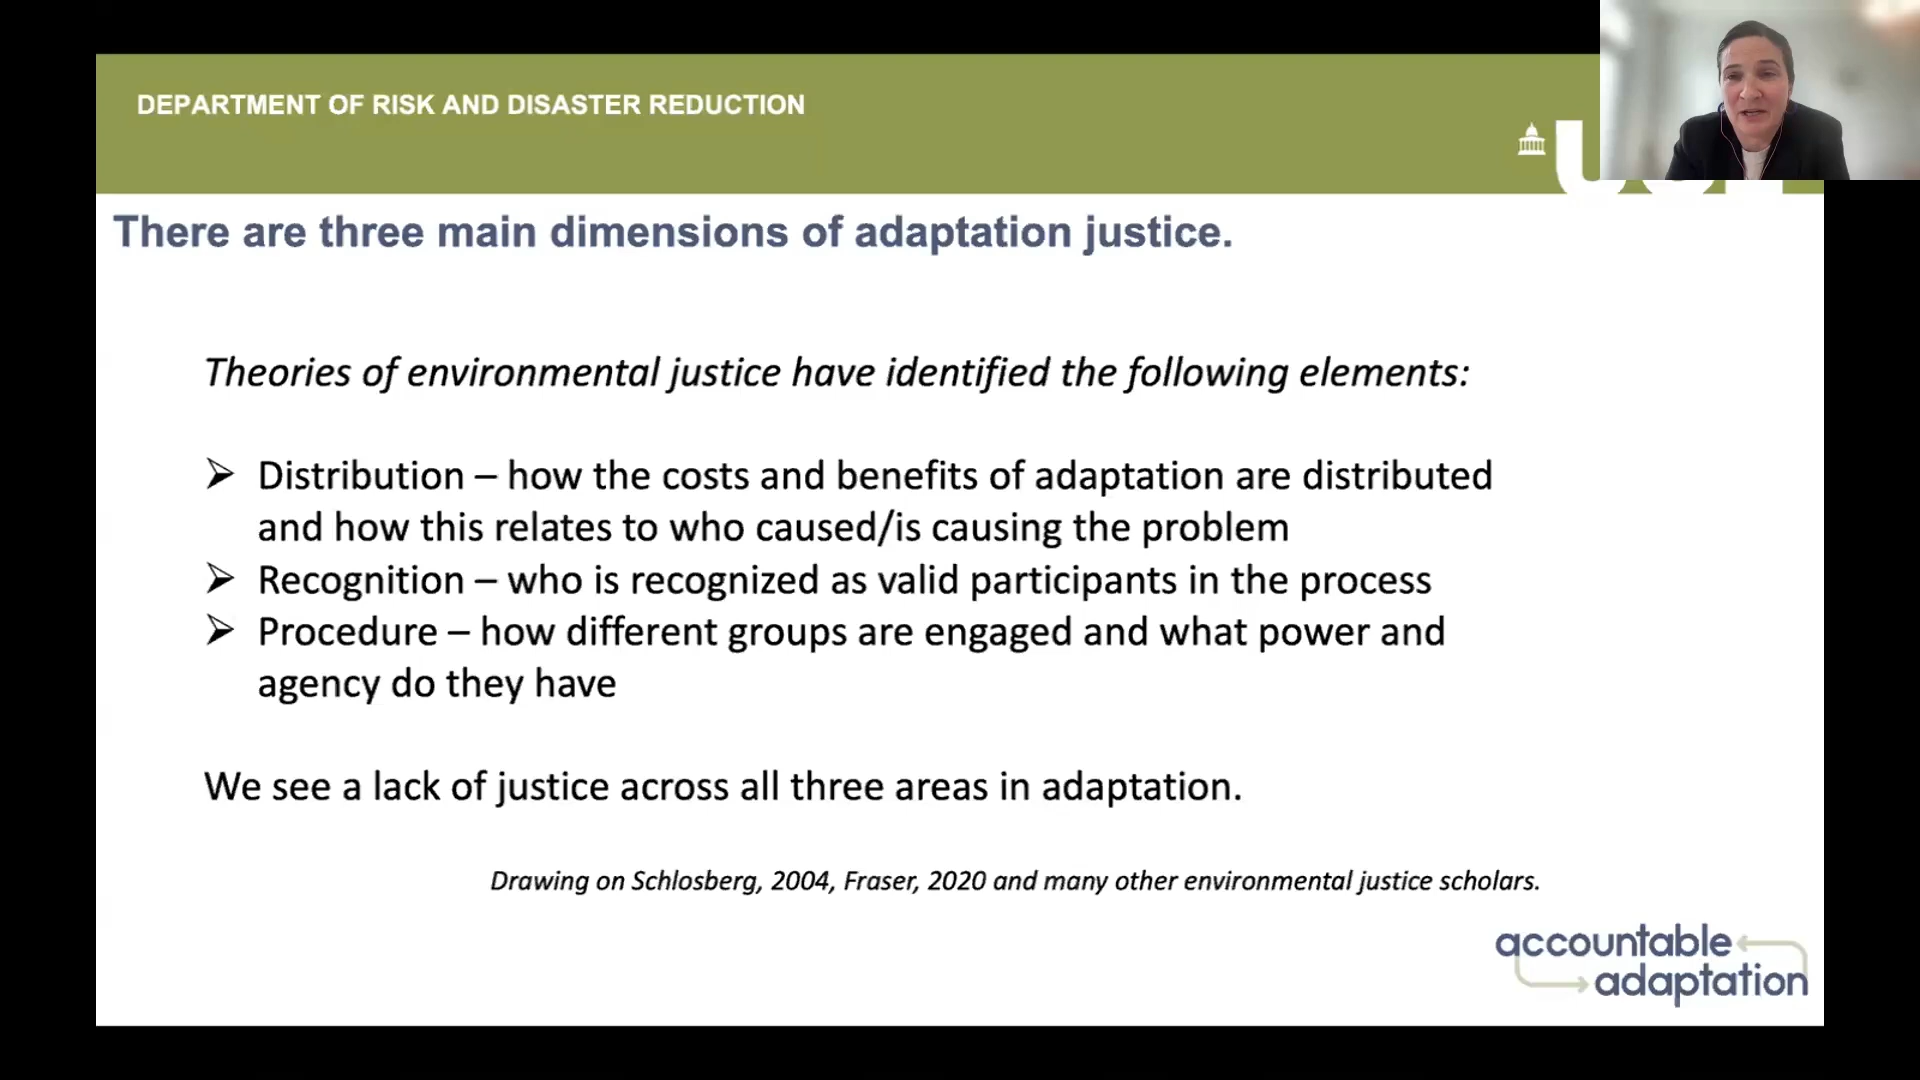 DEPARTMENT OF RISK AND DISASTER REDUCTION
There are three main dimensions of adaptation justice.
Theories of environmental justice have identified the following elements:
➢ Distribution – how the costs and benefits of adaptation are distributed
and how this relates to who caused/is causing the problem
➢ Recognition – who is recognized as valid participants in the process
➢ Procedure – how different groups are engaged and what power and
agency do they have
We see a lack of justice across all three areas in adaptation.
Drawing on Schlosberg, 2004, Fraser, 2020 and many other environmental justice scholars.
accountable
adaptation